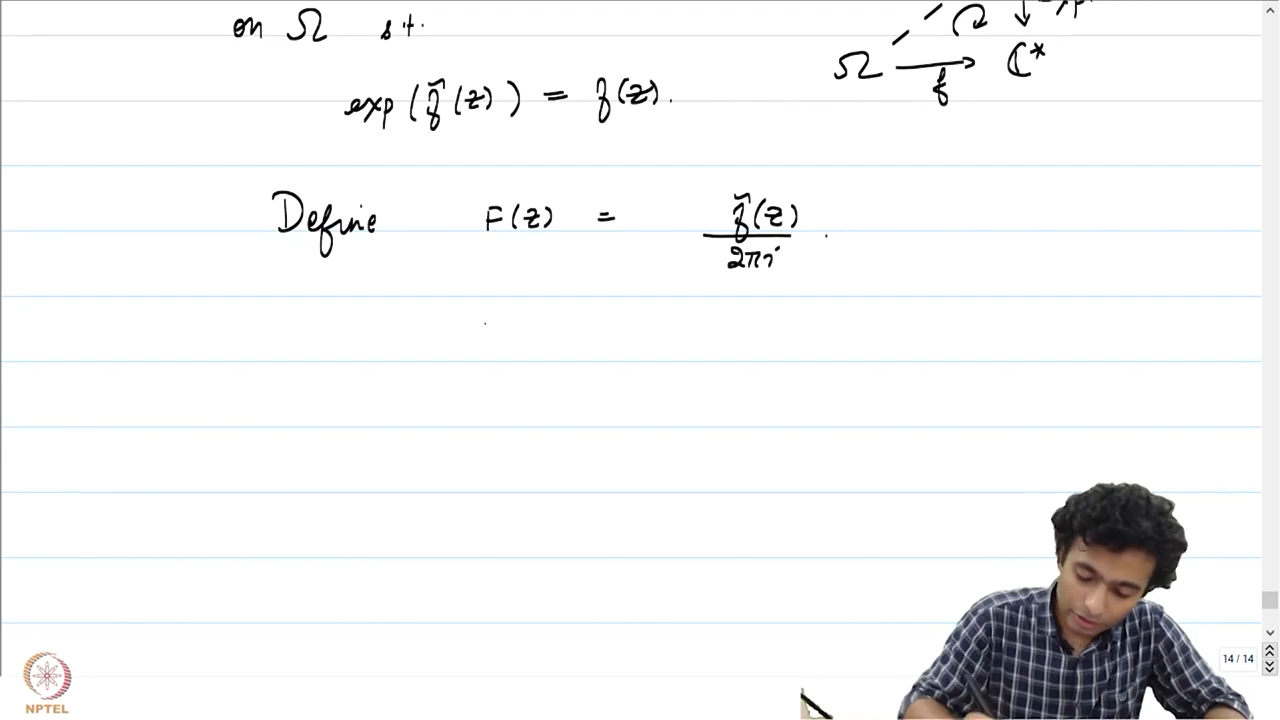 on Ω s.t.
exp(f̃(z)) = f(z).
Ω → ℂ*
f
Define F(z) = f̃(z) / 2πi .
14 / 14
NPTEL